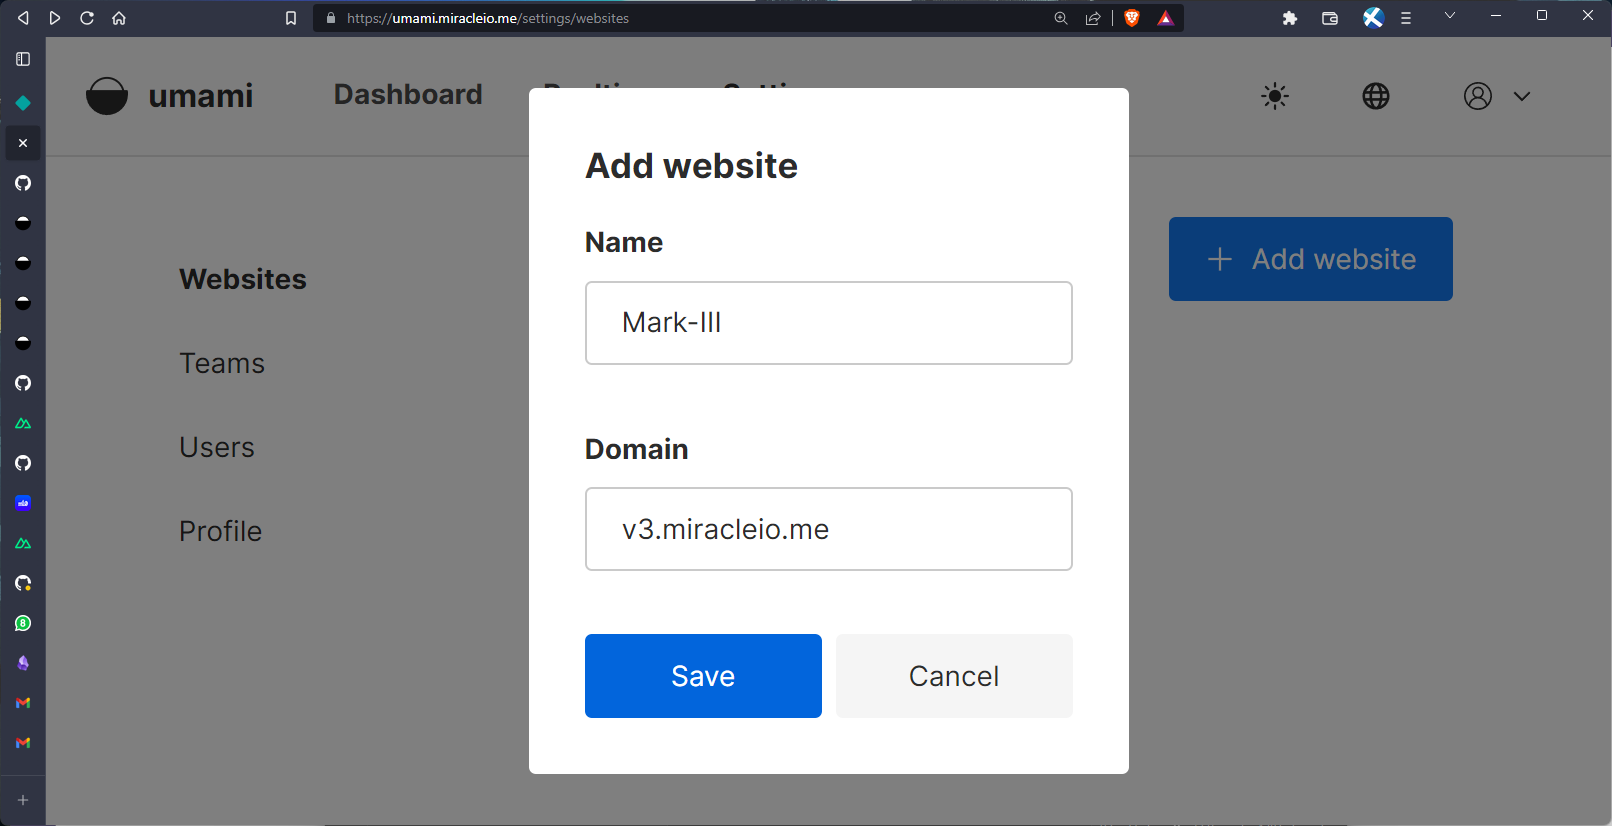 https://umami.miracleio.me/settings/websites
umami
Dashboard
Add website
Name
Mark-III
Domain
v3.miracleio.me
Save
Cancel
Add website
Websites
Teams
Users
Profile
8